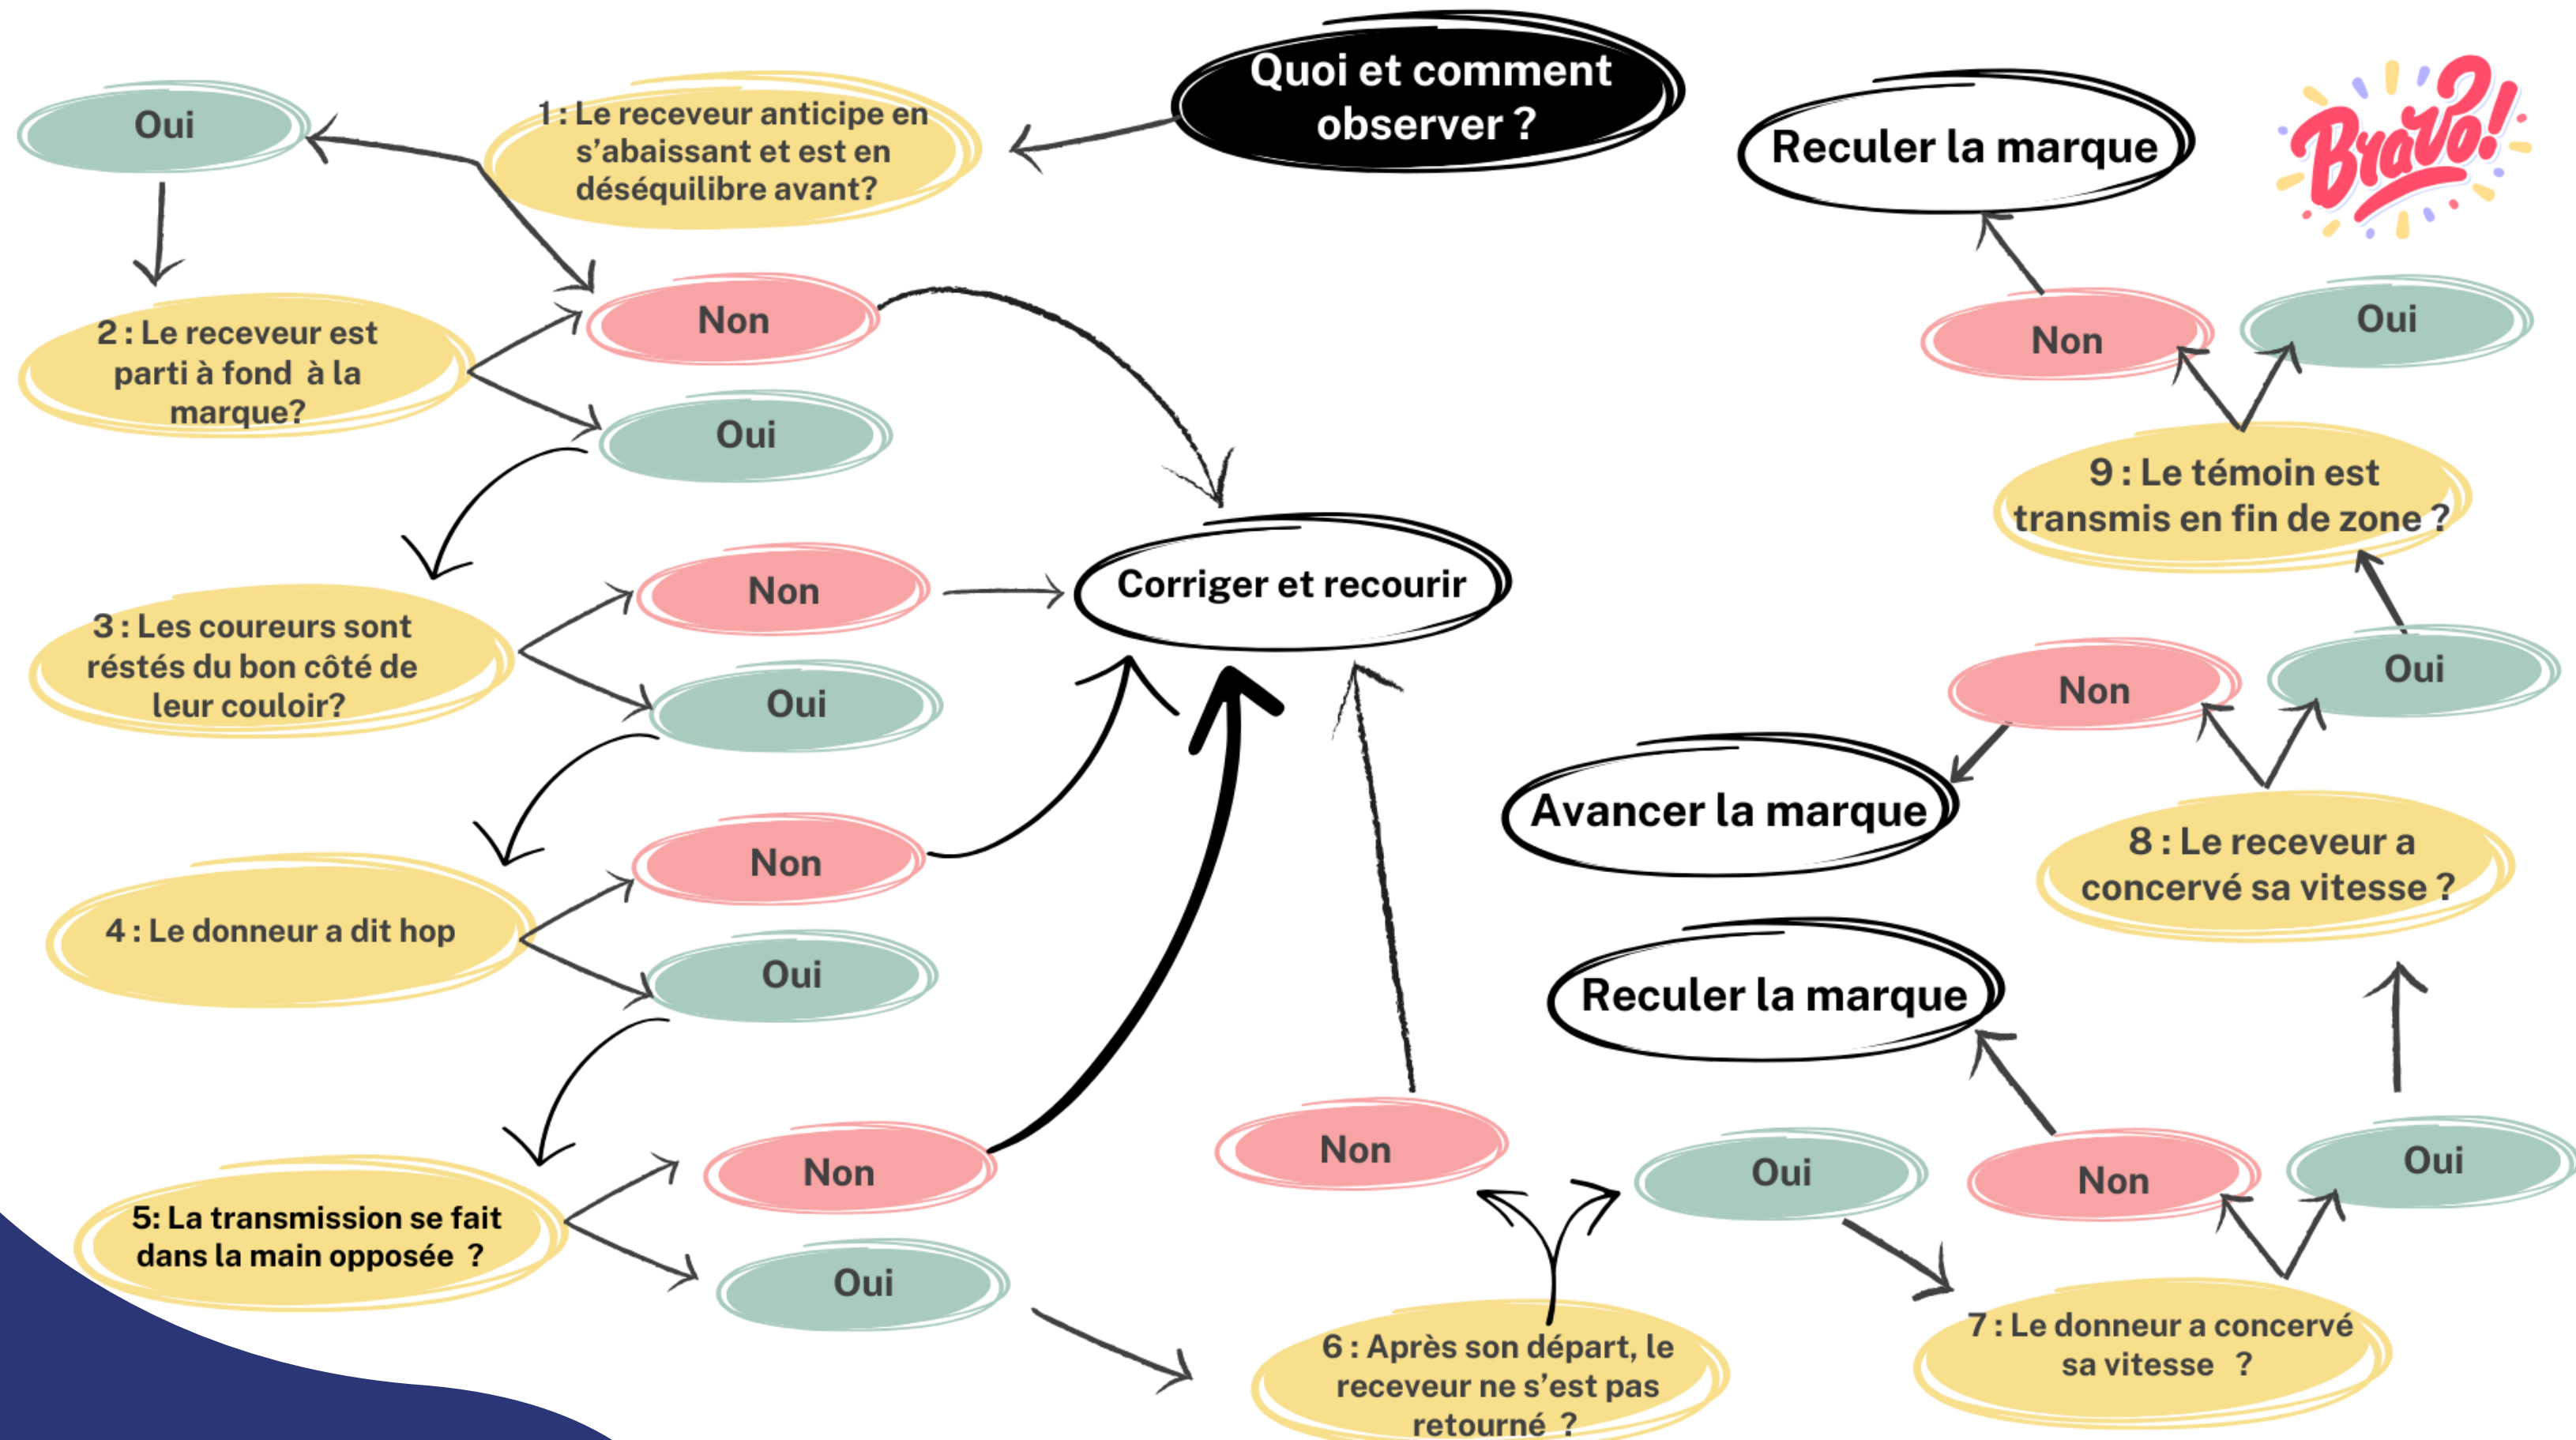 Quoi et comment
observer ?
1 : Le receveur anticipe en
s'abaissant et est en
déséquilibre avant?
Oui
Non
2 : Le receveur est
parti à fond à la
marque?
Oui
3 : Les coureurs sont
réstés du bon côté de
leur couloir?
Non
Oui
Corriger et recourir
4 : Le donneur a dit hop
Non
Oui
5: La transmission se fait
dans la main opposée ?
Non
Oui
6 : Après son départ, le
receveur ne s'est pas
retourné ?
Non
Oui
7 : Le donneur a concervé
sa vitesse ?
Non
Oui
Reculer la marque
8 : Le receveur a
concervé sa vitesse ?
Non
Oui
Avancer la marque
9 : Le témoin est
transmis en fin de zone ?
Non
Oui
Reculer la marque
Bravo!